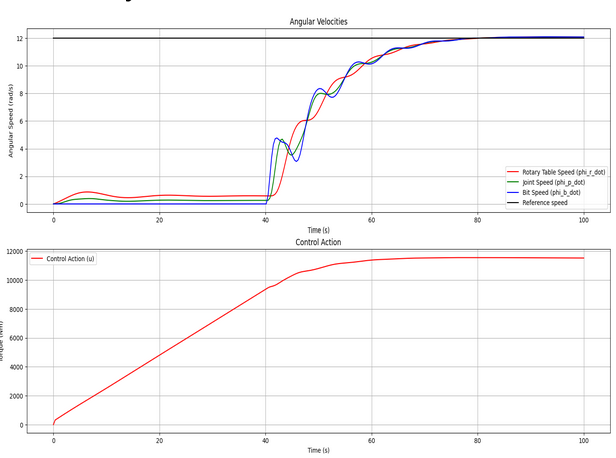 Angular Velocities
12
10
8
6
4
2
0
Angular Speed (rad/s)
Rotary Table Speed (phi_r_dot)
Joint Speed (phi_p_dot)
Bit Speed (phi_b_dot)
Reference speed
0 20 40 60 80 100
Time (s)
Control Action
12000
10000
8000
6000
4000
2000
0
Control Action (u)
0 20 40 60 80 100
Time (s)